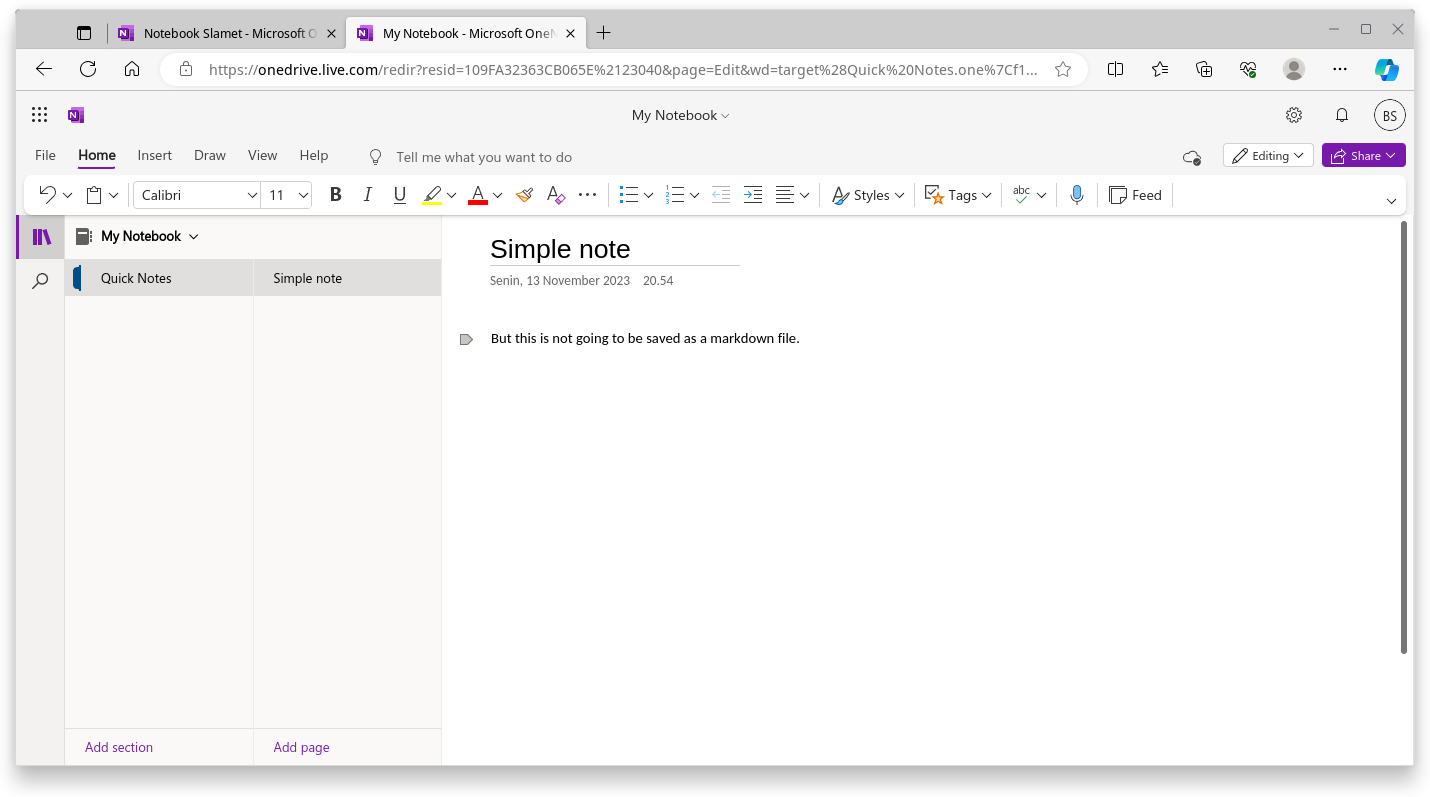 Notebook Slamet - Microsoft O
My Notebook - Microsoft OneN
https://onedrive.live.com/redir?resid=109FA32363CB065E%2123040&page=Edit&wd=target%28Quick%20Notes.one%7Cf1...
My Notebook
BS
File Home Insert Draw View Help Tell me what you want to do
Editing Share
Calibri 11 B I U A A Styles Tags abc Feed
My Notebook
Quick Notes
Simple note
Simple note
Senin, 13 November 2023 20.54
But this is not going to be saved as a markdown file.
Add section
Add page